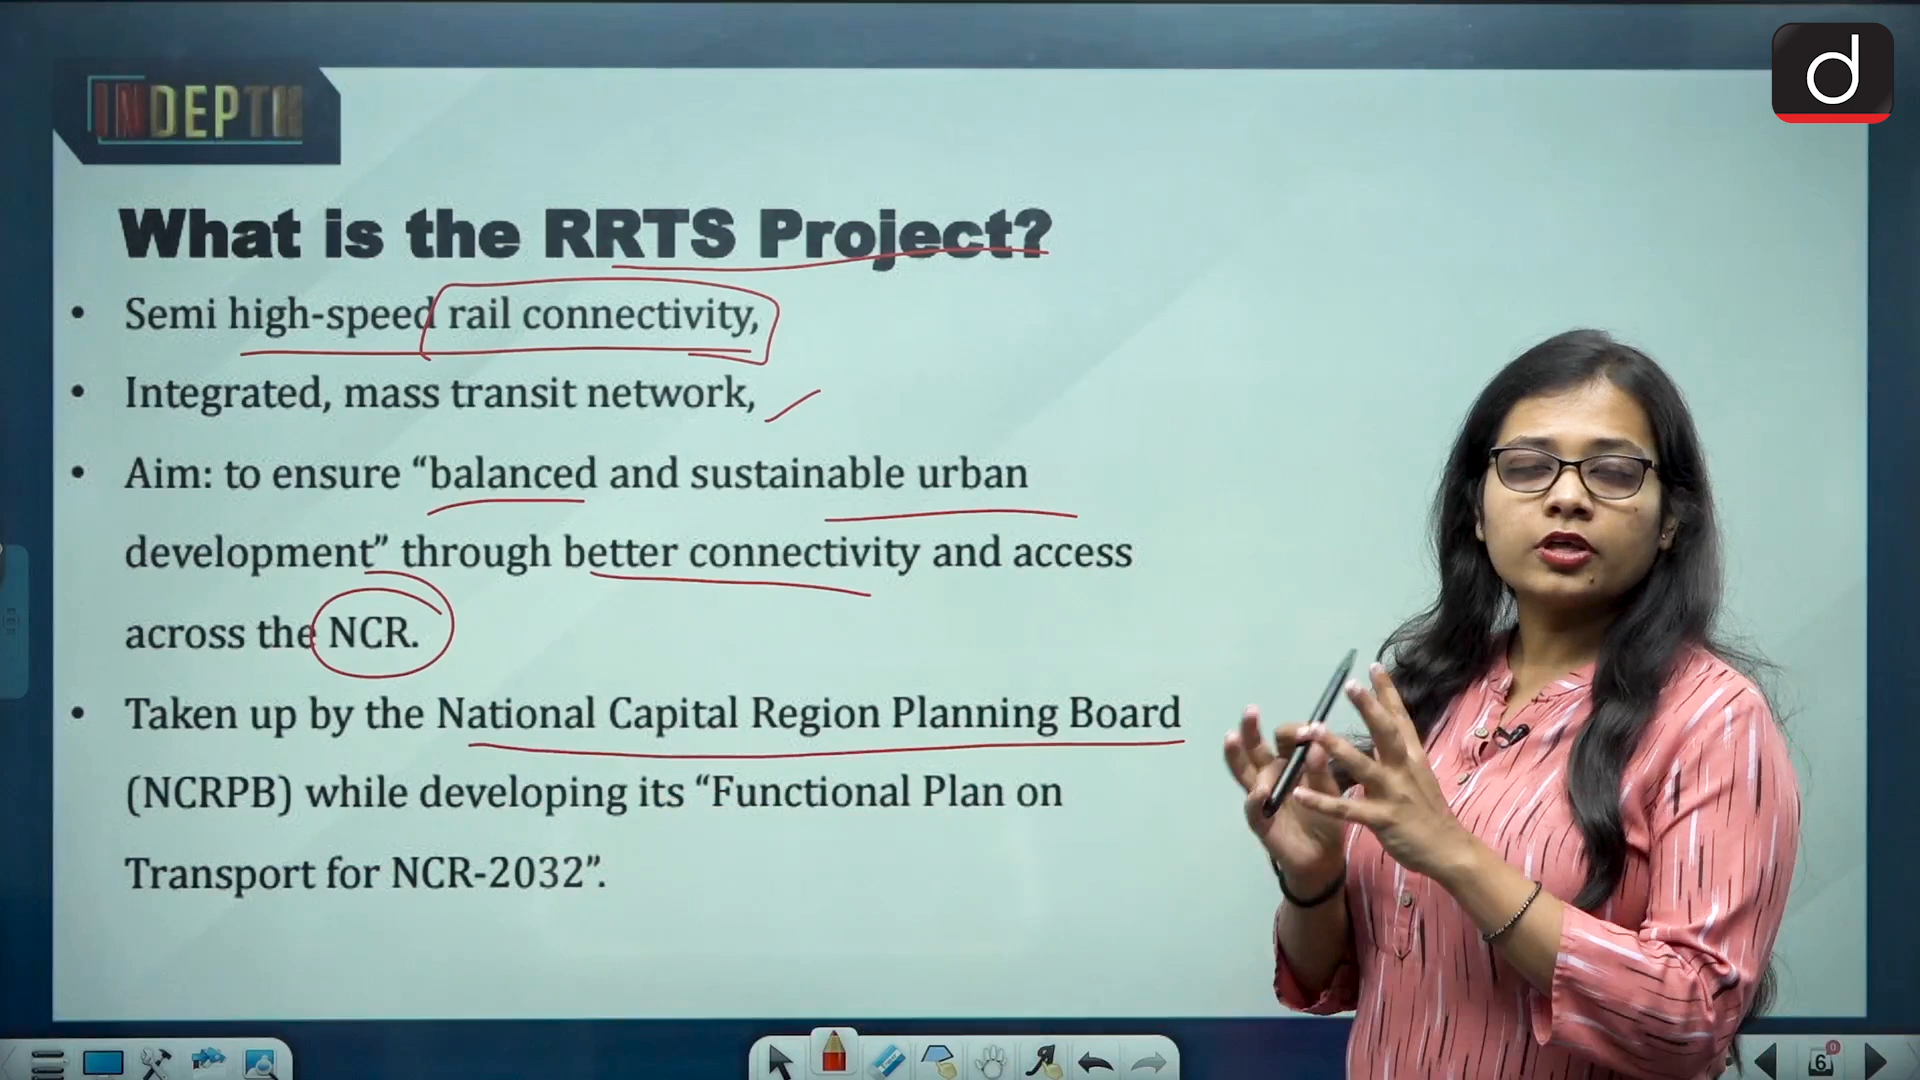 INDEPTH
d
What is the RRTS Project?
• Semi high-speed rail connectivity,
• Integrated, mass transit network,
• Aim: to ensure “balanced and sustainable urban
development” through better connectivity and access
across the NCR.
• Taken up by the National Capital Region Planning Board
(NCRPB) while developing its “Functional Plan on
Transport for NCR-2032”.
6
0